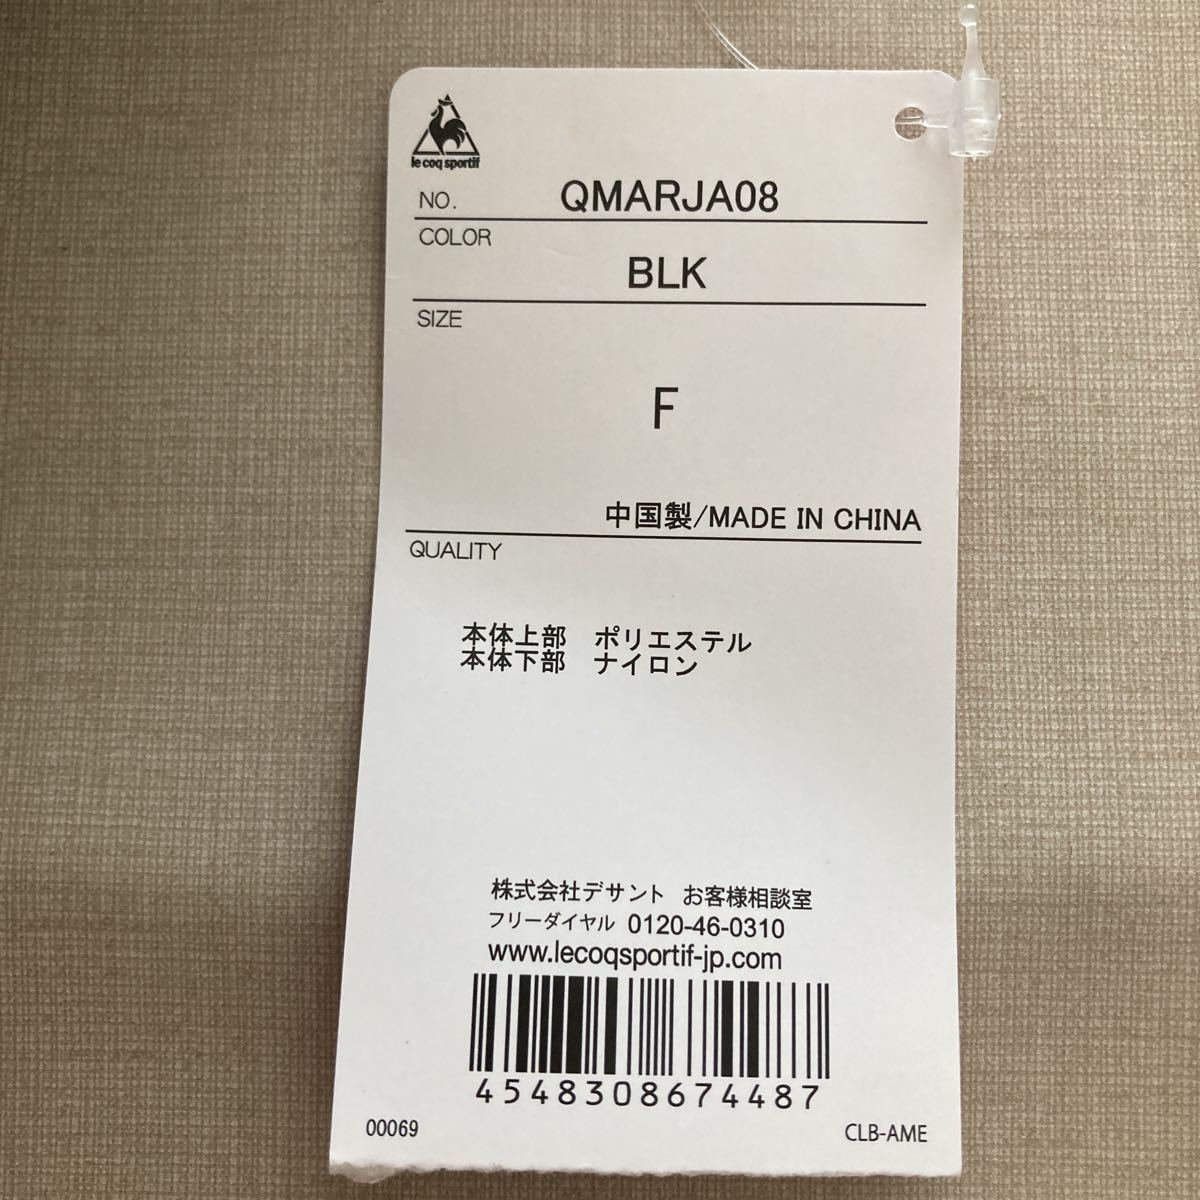 le coq sportif
NO. QMARJA08
COLOR
BLK
SIZE
F
中国製/MADE IN CHINA
QUALITY
本体上部 ポリエステル
本体下部 ナイロン
株式会社デサント お客様相談室
フリーダイヤル 0120-46-0310
www.lecoqsportif-jp.com
4548308674487
00069 CLB-AME